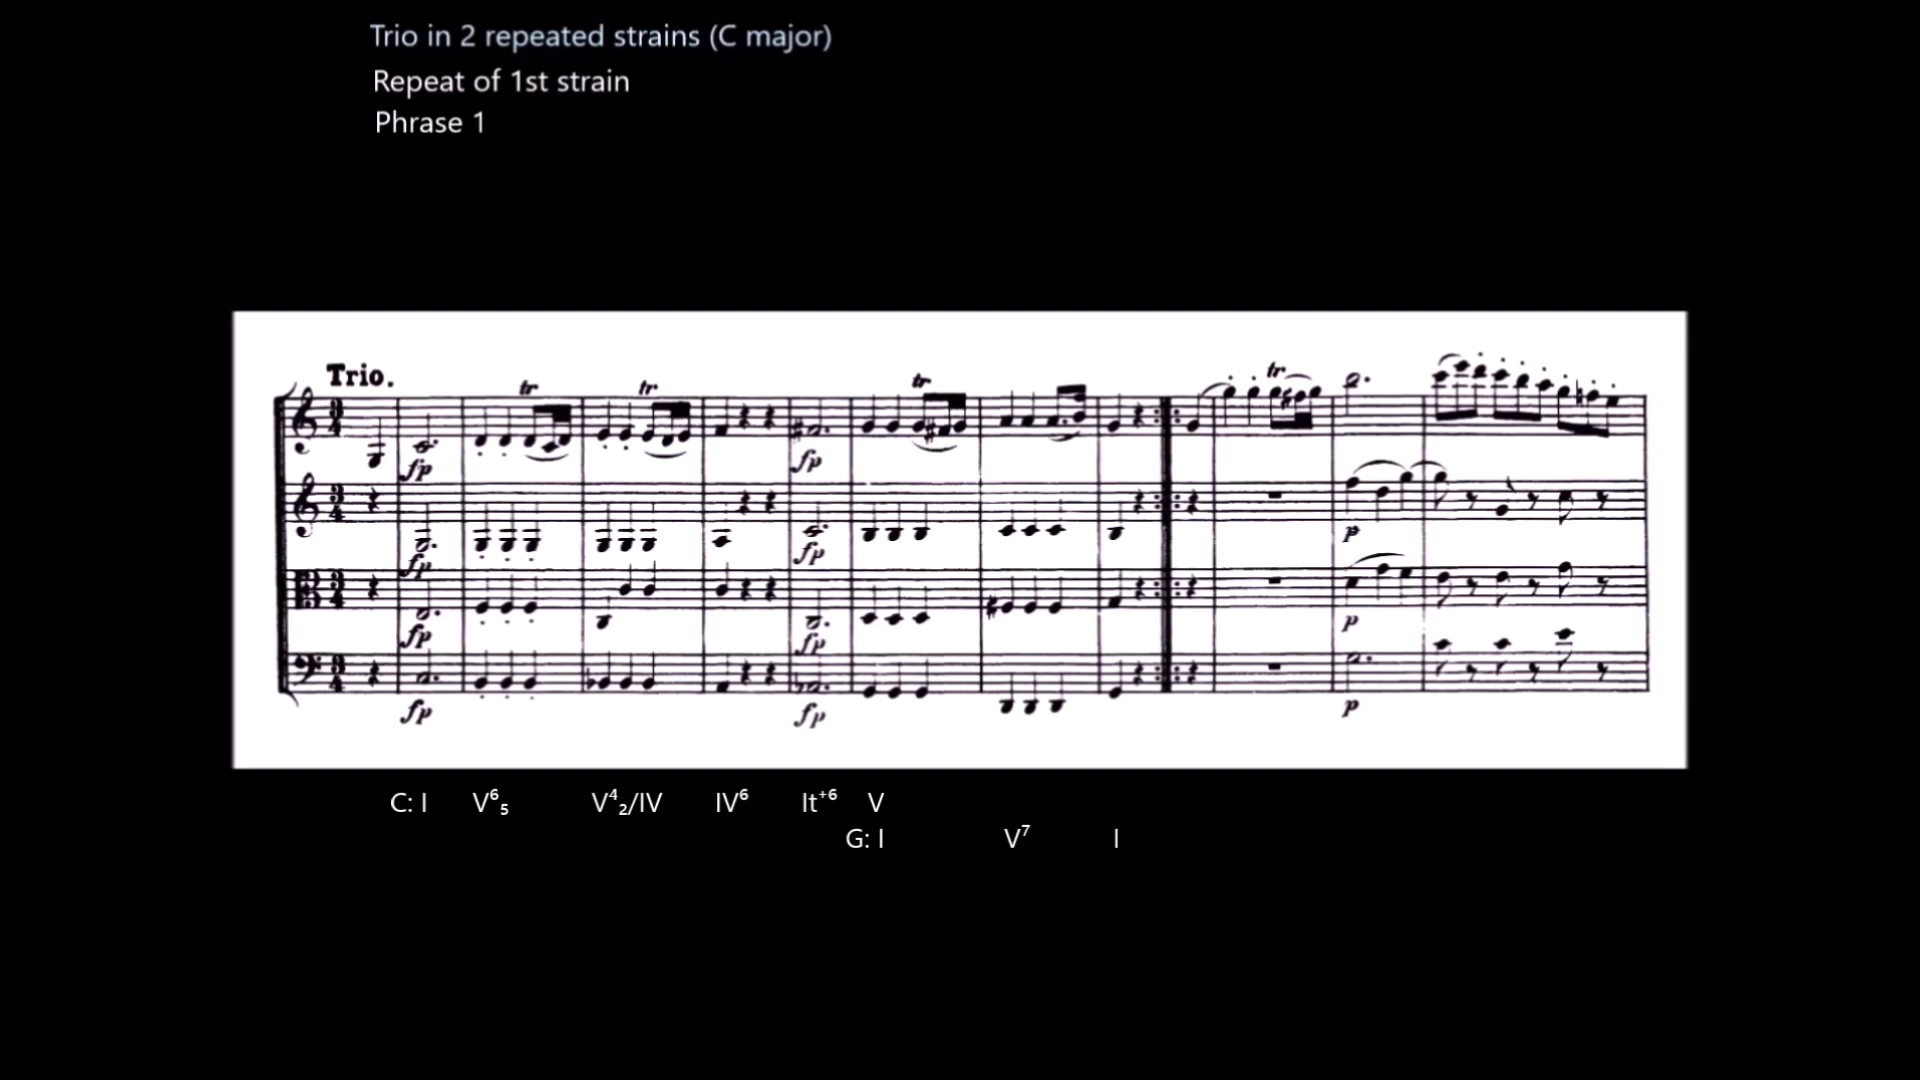 Trio in 2 repeated strains (C major)
Repeat of 1st strain
Phrase 1
Trio.
tr tr tr tr
fp fp
fp fp p
fp fp p
fp fp p
C: I V⁶₅ V⁴₂/IV IV⁶ It⁺⁶ V
G: I V⁷ I